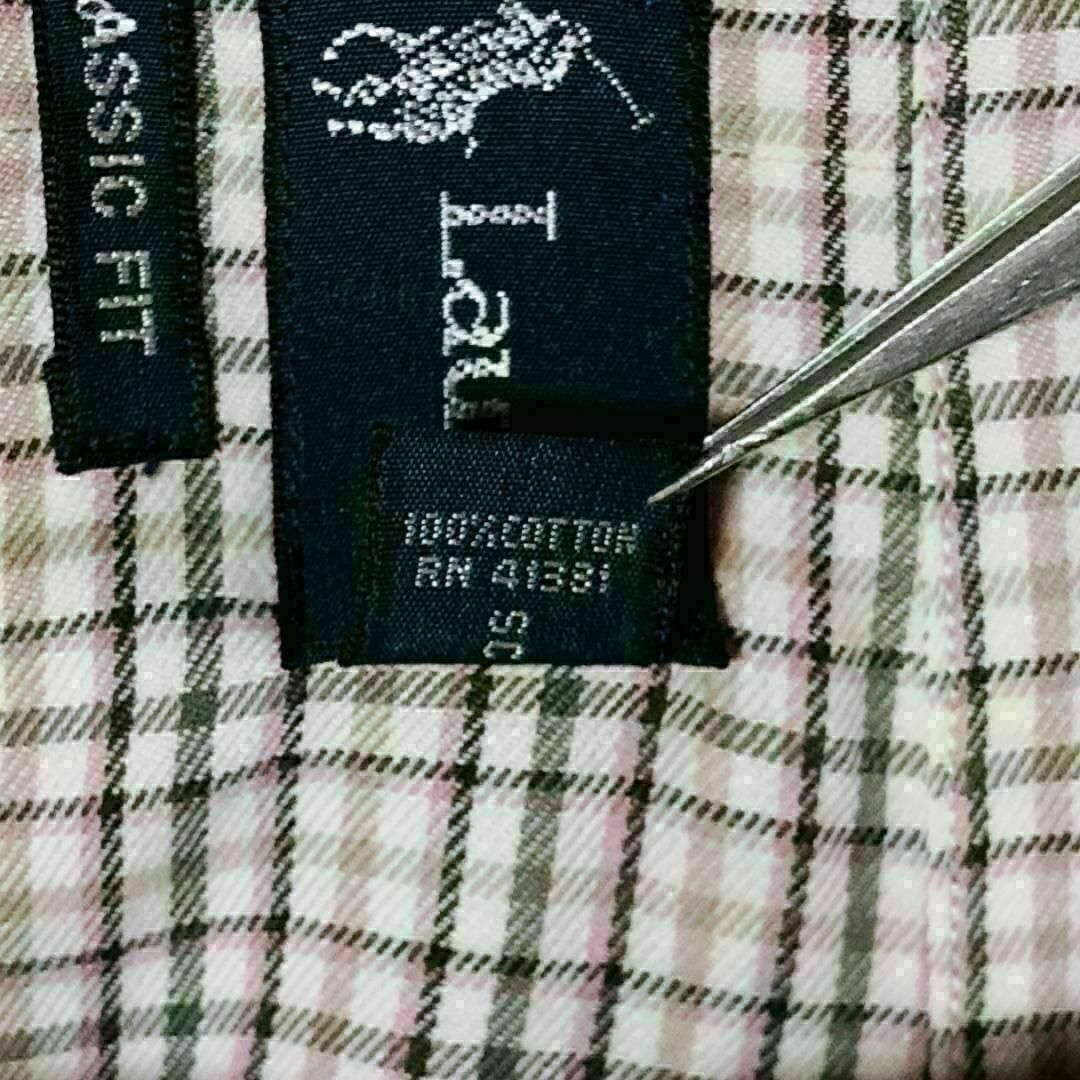 ASSIC FIT
Lau
100% COTTON
RN 41381